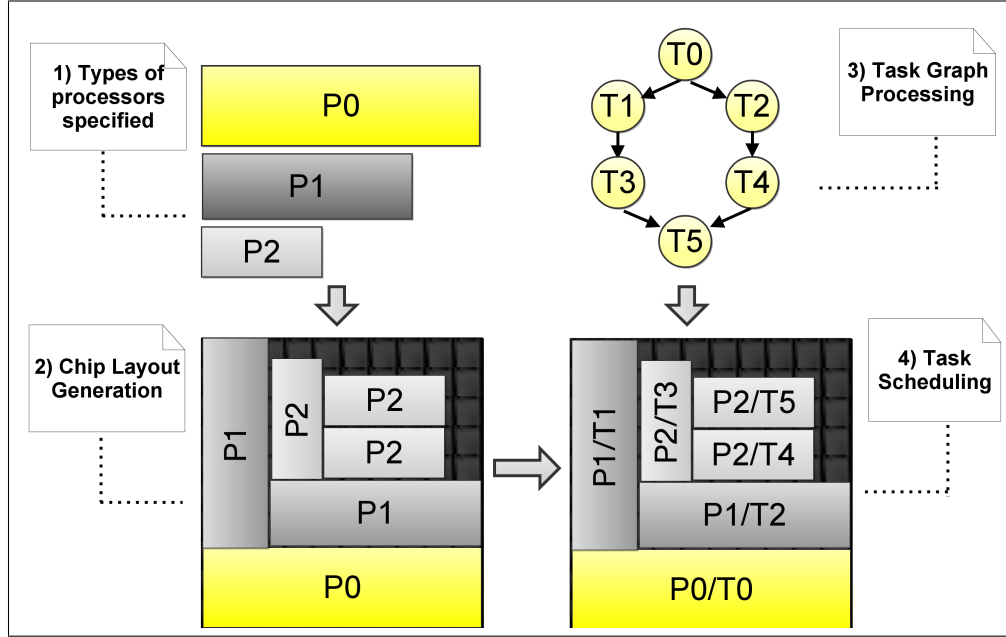 1) Types of
processors
specified
P0
P1
P2
T0
T1
T2
T3
T4
T5
3) Task Graph
Processing
2) Chip Layout
Generation
P1
P2
P2
P2
P1
P0
P1/T1
P2/T3
P2/T5
P2/T4
P1/T2
P0/T0
4) Task
Scheduling